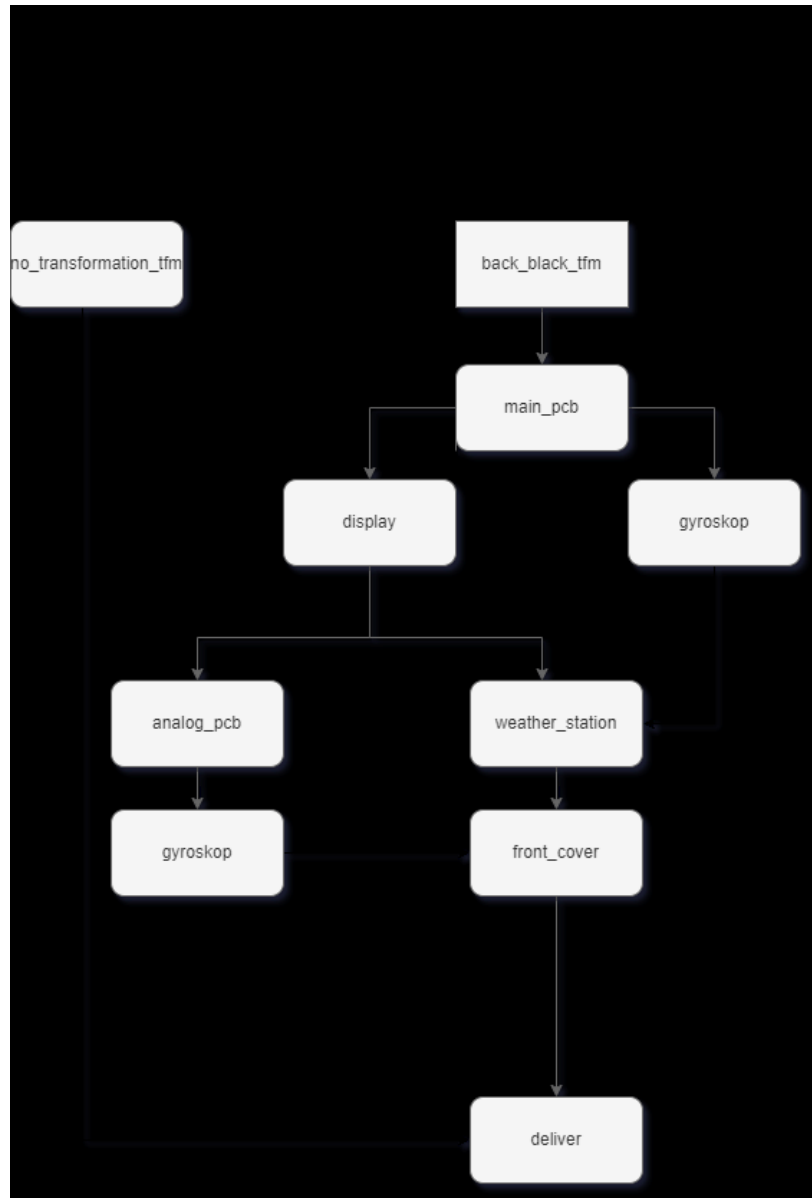 no_transformation_tfm
back_black_tfm
main_pcb
display
gyroskop
analog_pcb
weather_station
gyroskop
front_cover
deliver